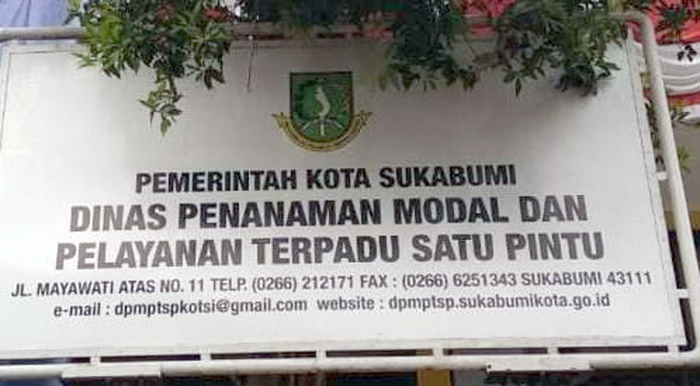 PEMERINTAH KOTA SUKABUMI
DINAS PENANAMAN MODAL DAN
PELAYANAN TERPADU SATU PINTU
JL. MAYAWATI ATAS NO. 11 TELP. (0266) 212171 FAX : (0266) 6251343 SUKABUMI 43111
e-mail : dpmptspkotsi@gmail.com website : dpmptsp.sukabumikota.go.id